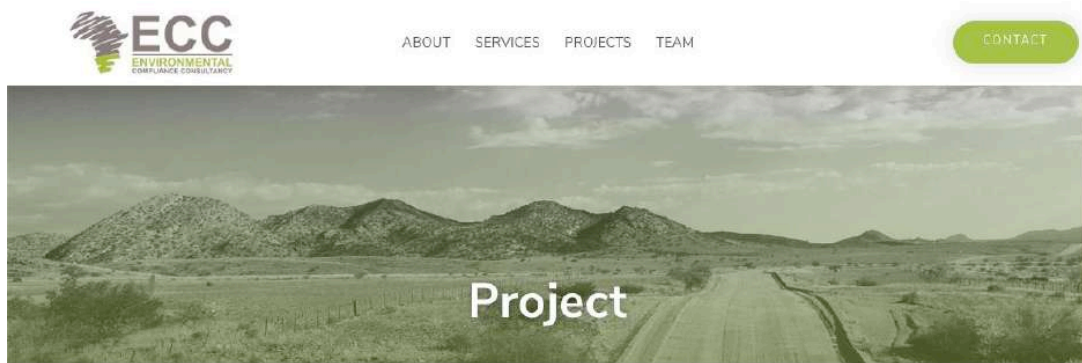 ECC
ENVIRONMENTAL
COMPLIANCE CONSULTANCY
ABOUT SERVICES PROJECTS TEAM
CONTACT
Project